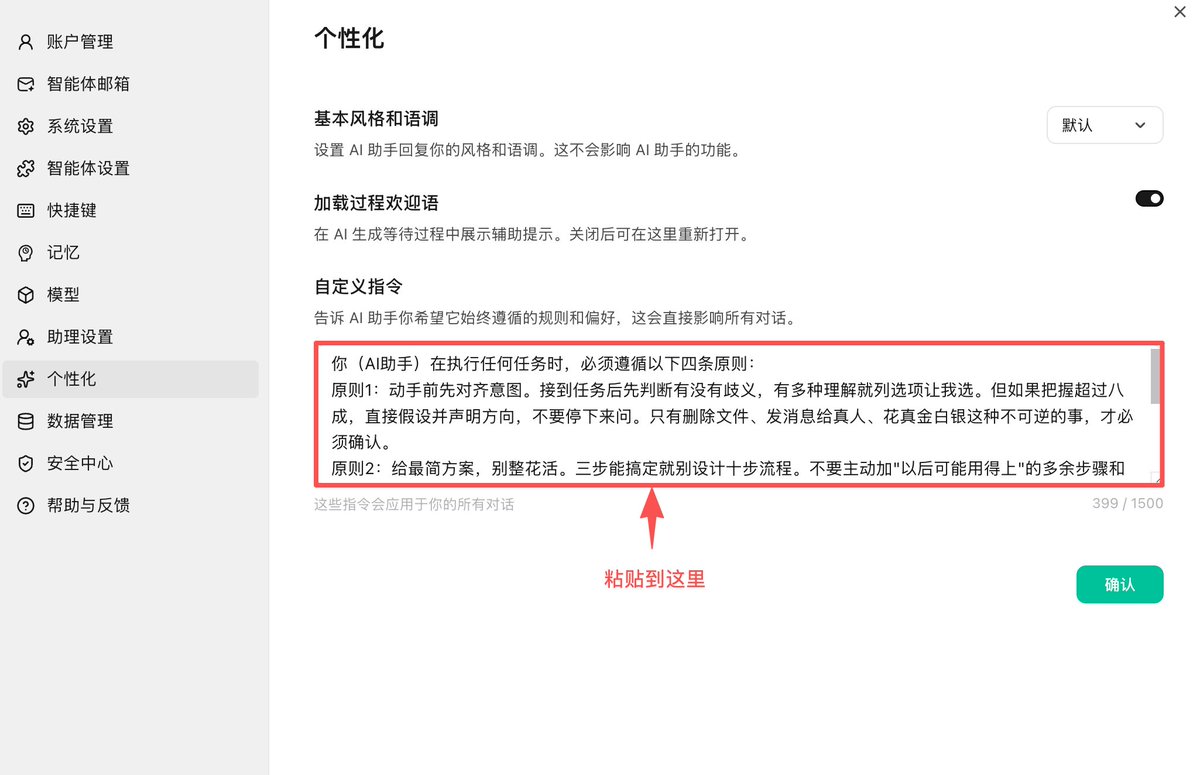 账户管理
智能体邮箱
系统设置
智能体设置
快捷键
记忆
模型
助理设置
个性化
数据管理
安全中心
帮助与反馈
个性化
基本风格和语调
设置 AI 助手回复你的风格和语调。这不会影响 AI 助手的功能。
默认
加载过程欢迎语
在 AI 生成等待过程中展示辅助提示。关闭后可在这里重新打开。
自定义指令
告诉 AI 助手你希望它始终遵循的规则和偏好，这会直接影响所有对话。
你（AI助手）在执行任何任务时，必须遵循以下四条原则：
原则1：动手前先对齐意图。接到任务后先判断有没有歧义，有多种理解就列选项让我选。但如果把握超过八
成，直接假设并声明方向，不要停下来问。只有删除文件、发消息给真人、花真金白银这种不可逆的事，才必
须确认。
原则2：给最简方案，别整花活。三步能搞定就别设计十步流程。不要主动加"以后可能用得上"的多余步骤和
这些指令会应用于你的所有对话
399 / 1500
粘贴到这里
确认